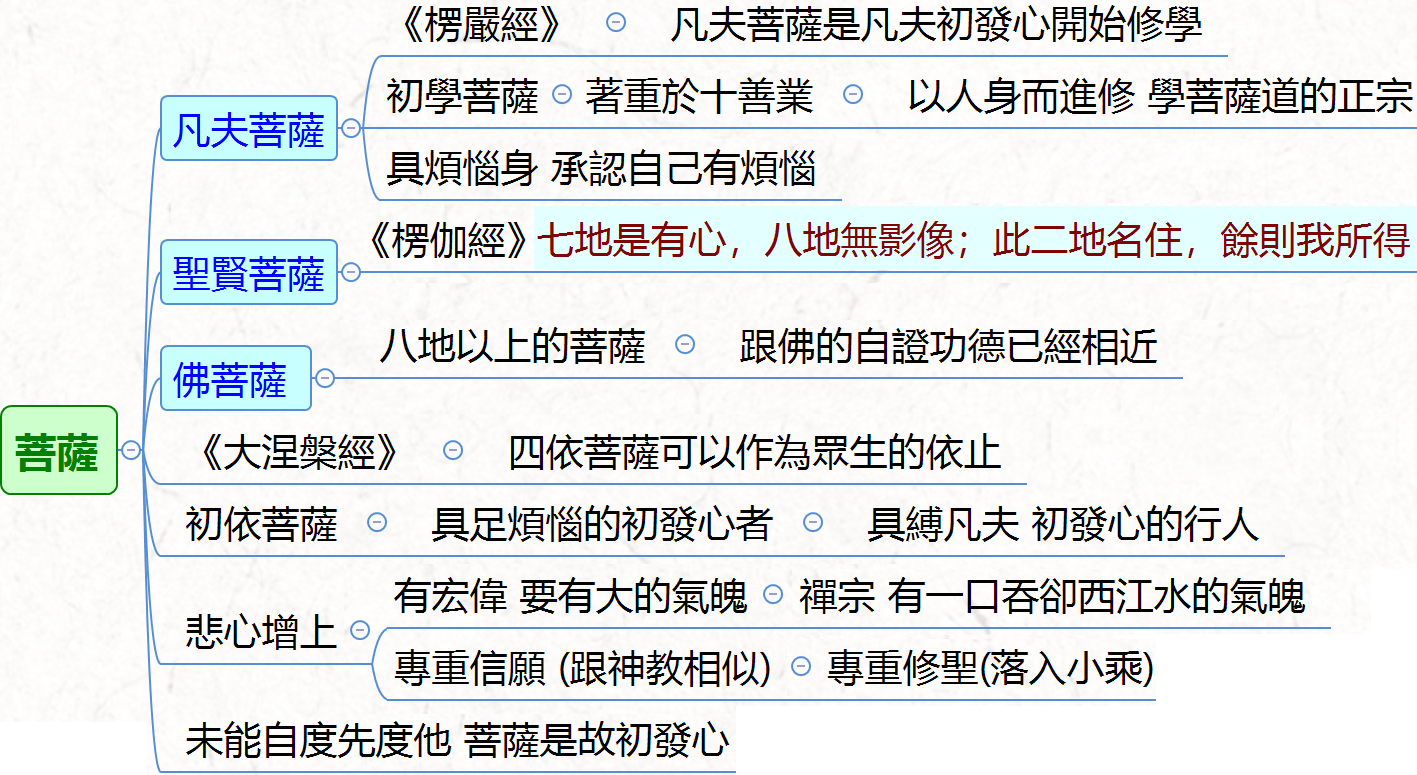 《楞嚴經》 凡夫菩薩是凡夫初發心開始修學
初學菩薩 著重於十善業 以人身而進修 學菩薩道的正宗
凡夫菩薩
具煩惱身 承認自己有煩惱
《楞伽經》七地是有心，八地無影像；此二地名住，餘則我所得
聖賢菩薩
八地以上的菩薩 跟佛的自證功德已經相近
佛菩薩
菩薩
《大涅槃經》 四依菩薩可以作為眾生的依止
初依菩薩 具足煩惱的初發心者 具縛凡夫 初發心的行人
有宏偉 要有大的氣魄 禪宗 有一口吞卻西江水的氣魄
悲心增上
專重信願 (跟神教相似) 專重修聖(落入小乘)
未能自度先度他 菩薩是故初發心